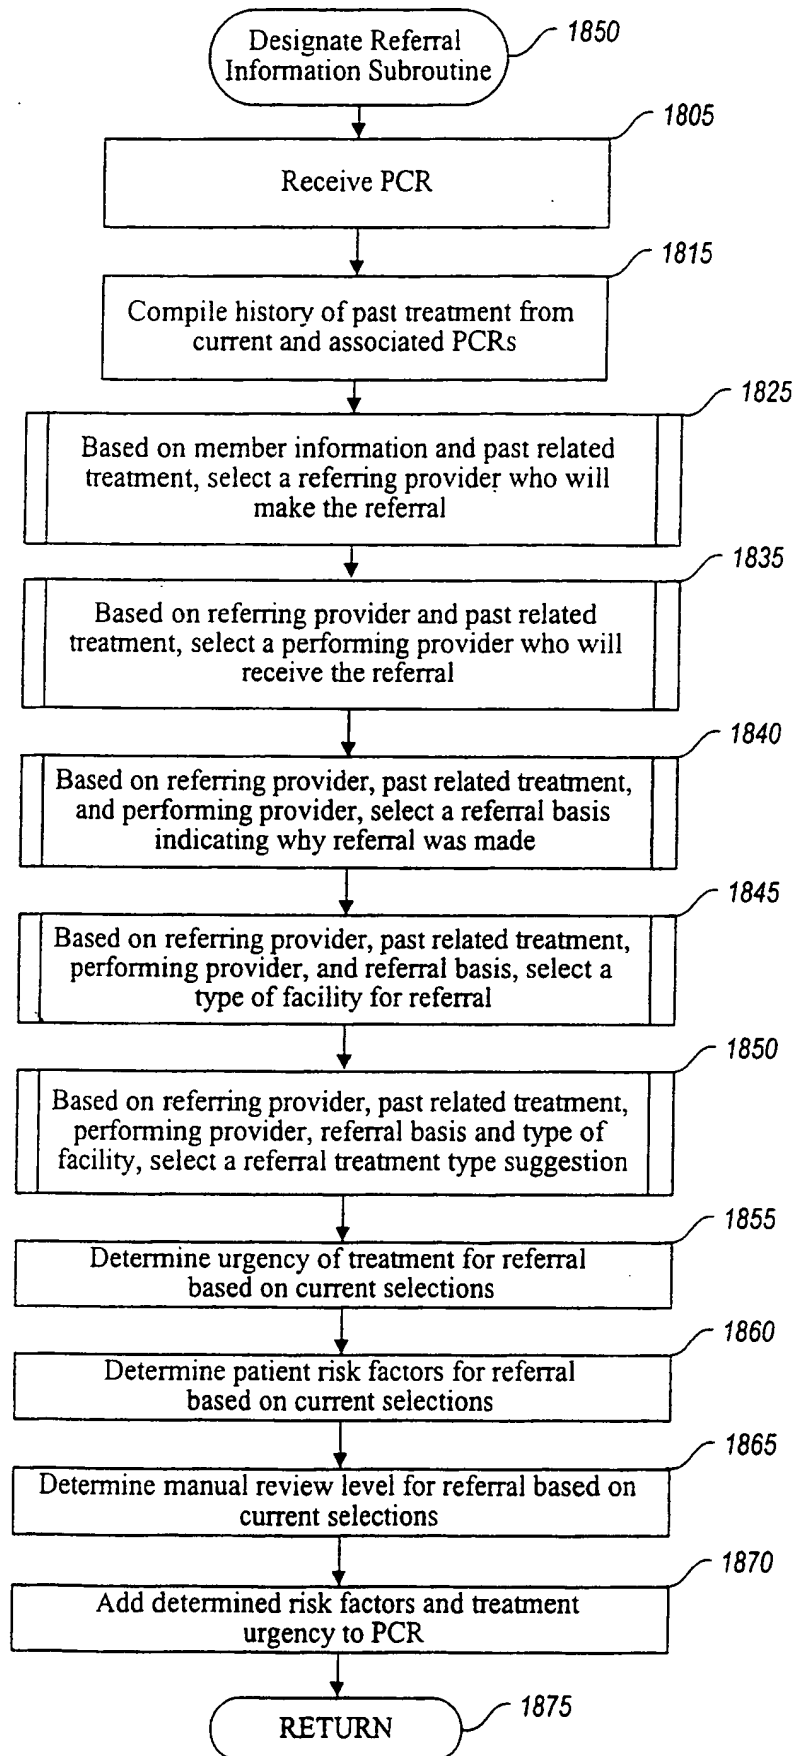 Designate Referral
Information Subroutine
1850
1805
Receive PCR
1815
Compile history of past treatment from
current and associated PCRs
1825
Based on member information and past related
treatment, select a referring provider who will
make the referral
1835
Based on referring provider and past related
treatment, select a performing provider who will
receive the referral
1840
Based on referring provider, past related treatment,
and performing provider, select a referral basis
indicating why referral was made
1845
Based on referring provider, past related treatment,
performing provider, and referral basis, select a
type of facility for referral
1850
Based on referring provider, past related treatment,
performing provider, referral basis and type of
facility, select a referral treatment type suggestion
1855
Determine urgency of treatment for referral
based on current selections
1860
Determine patient risk factors for referral
based on current selections
1865
Determine manual review level for referral based on
current selections
1870
Add determined risk factors and treatment
urgency to PCR
RETURN
1875